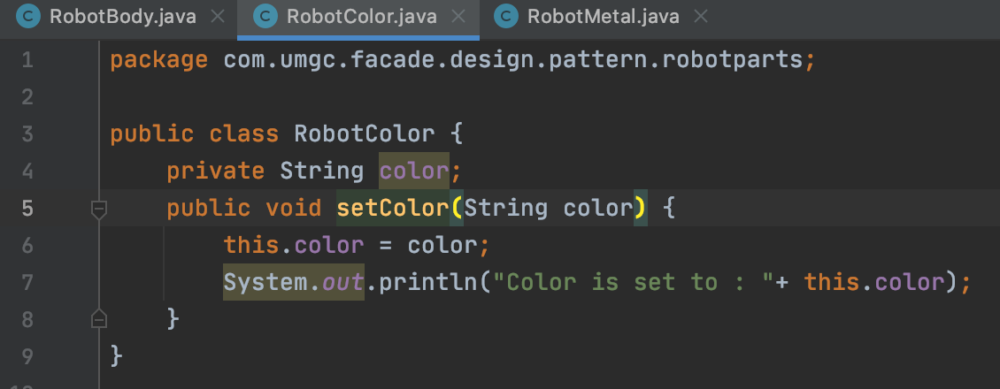 C RobotBody.java × C RobotColor.java × C RobotMetal.java ×
1 package com.umgc.facade.design.pattern.robotparts;
2
3 public class RobotColor {
4     private String color;
5     public void setColor(String color) {
6         this.color = color;
7         System.out.println("Color is set to : "+ this.color);
8     }
9 }